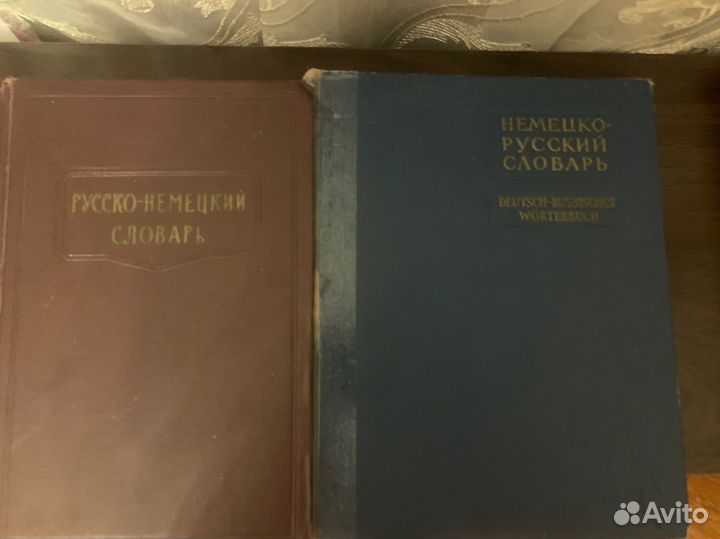 РУССКО-НЕМЕЦКИЙ
СЛОВАРЬ
НЕМЕЦКО-
РУССКИЙ
СЛОВАРЬ
DEUTSCH-RUSSISCHES
WÖRTERBUCH
Avito